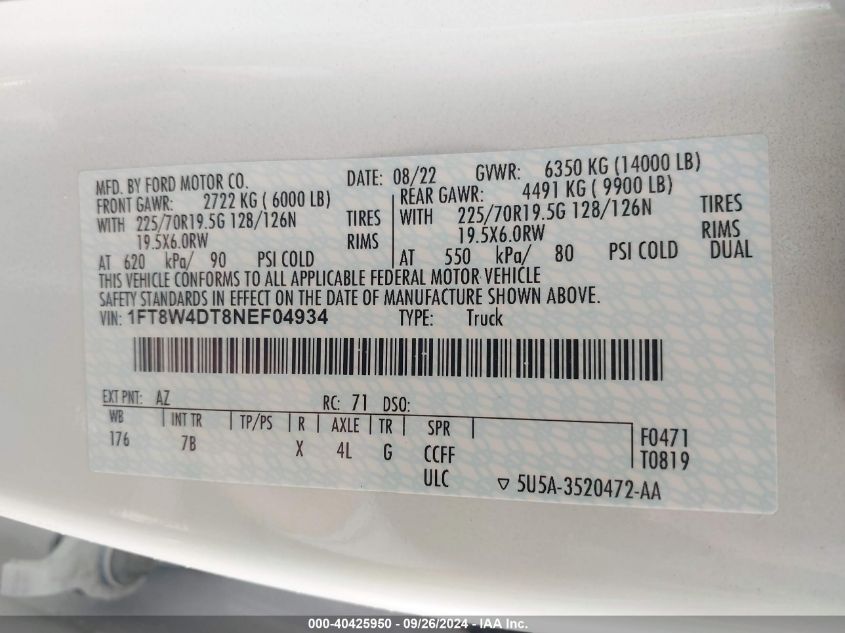 MFD. BY FORD MOTOR CO. DATE: 08/22 GVWR: 6350 KG (14000 LB)
FRONT GAWR: 2722 KG ( 6000 LB) REAR GAWR: 4491 KG ( 9900 LB)
WITH 225/70R19.5G 128/126N TIRES WITH 225/70R19.5G 128/126N TIRES
19.5X6.0RW RIMS 19.5X6.0RW RIMS
AT 620 kPa/ 90 PSI COLD AT 550 kPa/ 80 PSI COLD DUAL
THIS VEHICLE CONFORMS TO ALL APPLICABLE FEDERAL MOTOR VEHICLE
SAFETY STANDARDS IN EFFECT ON THE DATE OF MANUFACTURE SHOWN ABOVE.
VIN: 1FT8W4DT8NEF04934 TYPE: Truck
EXT PNT: AZ RC: 71 DSO:
WB INT TR TP/PS R AXLE TR SPR F0471
176 7B X 4L G CCFF T0819
ULC ▽ 5U5A-3520472-AA
000-40425950 - 09/26/2024 - IAA Inc.